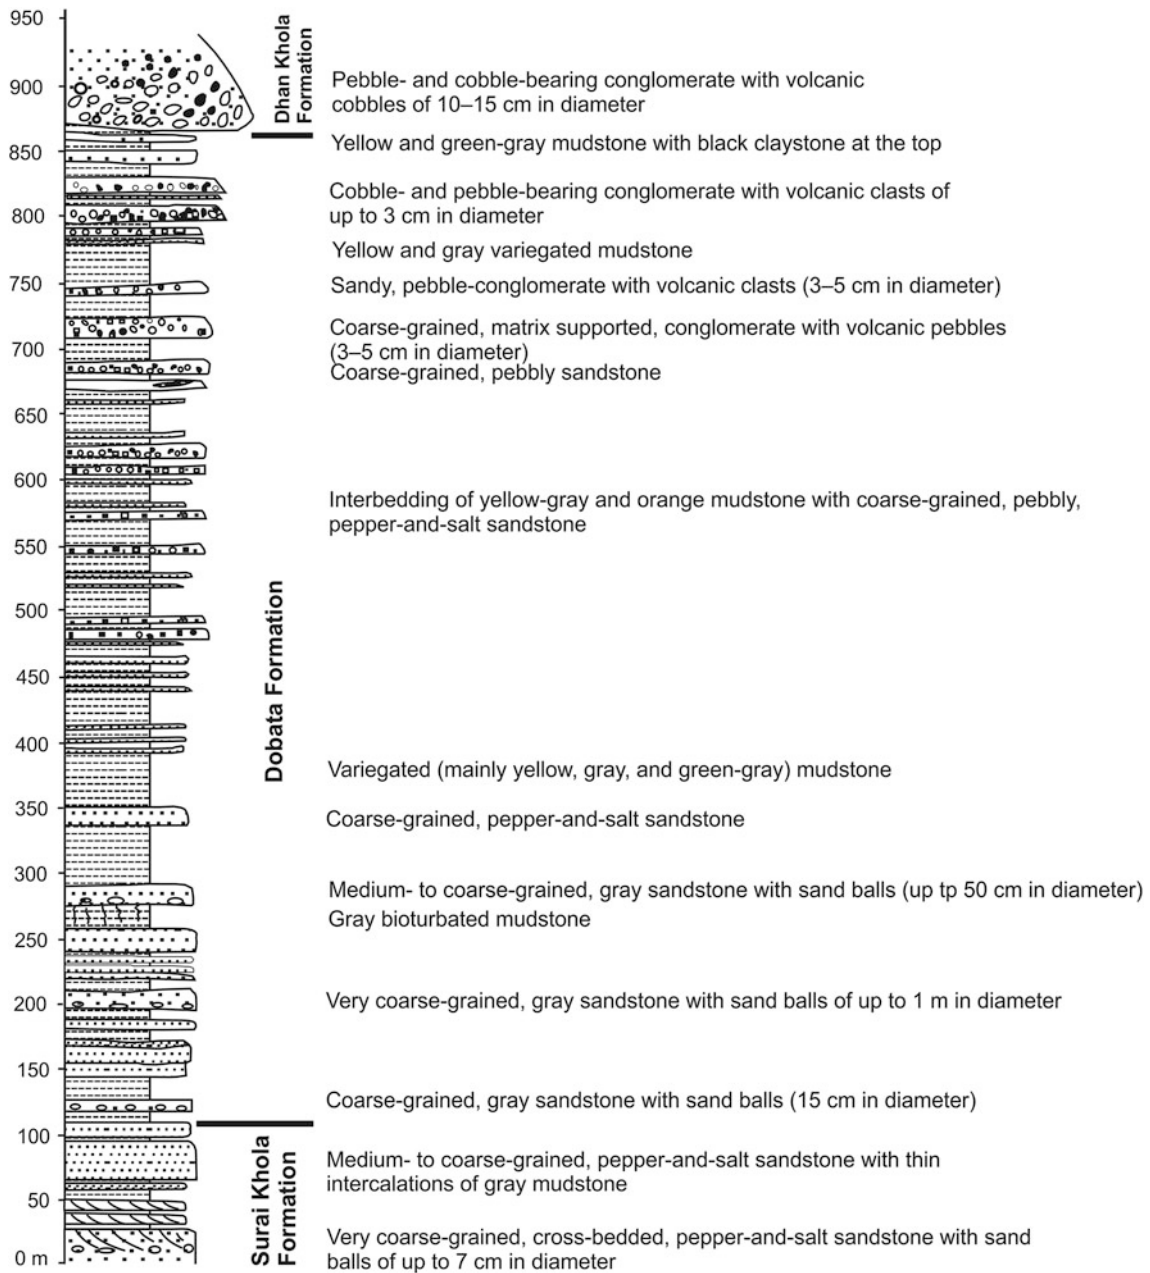 950
900
850
800
750
700
650
600
550
500
450
400
350
300
250
200
150
100
50
0 m
Dhan Khola
Formation
Dobata Formation
Surai Khola
Formation
Pebble- and cobble-bearing conglomerate with volcanic
cobbles of 10–15 cm in diameter
Yellow and green-gray mudstone with black claystone at the top
Cobble- and pebble-bearing conglomerate with volcanic clasts of
up to 3 cm in diameter
Yellow and gray variegated mudstone
Sandy, pebble-conglomerate with volcanic clasts (3–5 cm in diameter)
Coarse-grained, matrix supported, conglomerate with volcanic pebbles
(3–5 cm in diameter)
Coarse-grained, pebbly sandstone
Interbedding of yellow-gray and orange mudstone with coarse-grained, pebbly,
pepper-and-salt sandstone
Variegated (mainly yellow, gray, and green-gray) mudstone
Coarse-grained, pepper-and-salt sandstone
Medium- to coarse-grained, gray sandstone with sand balls (up tp 50 cm in diameter)
Gray bioturbated mudstone
Very coarse-grained, gray sandstone with sand balls of up to 1 m in diameter
Coarse-grained, gray sandstone with sand balls (15 cm in diameter)
Medium- to coarse-grained, pepper-and-salt sandstone with thin
intercalations of gray mudstone
Very coarse-grained, cross-bedded, pepper-and-salt sandstone with sand
balls of up to 7 cm in diameter